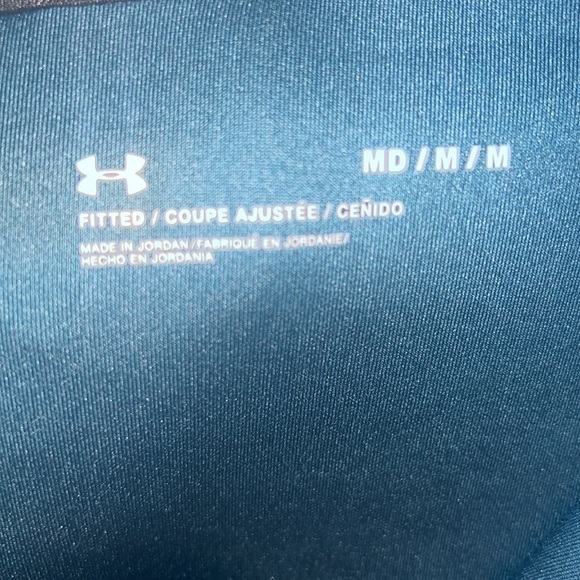 MD / M / M
FITTED / COUPE AJUSTÉE / CEÑIDO
MADE IN JORDAN / FABRIQUÉ EN JORDANIE /
HECHO EN JORDANIA